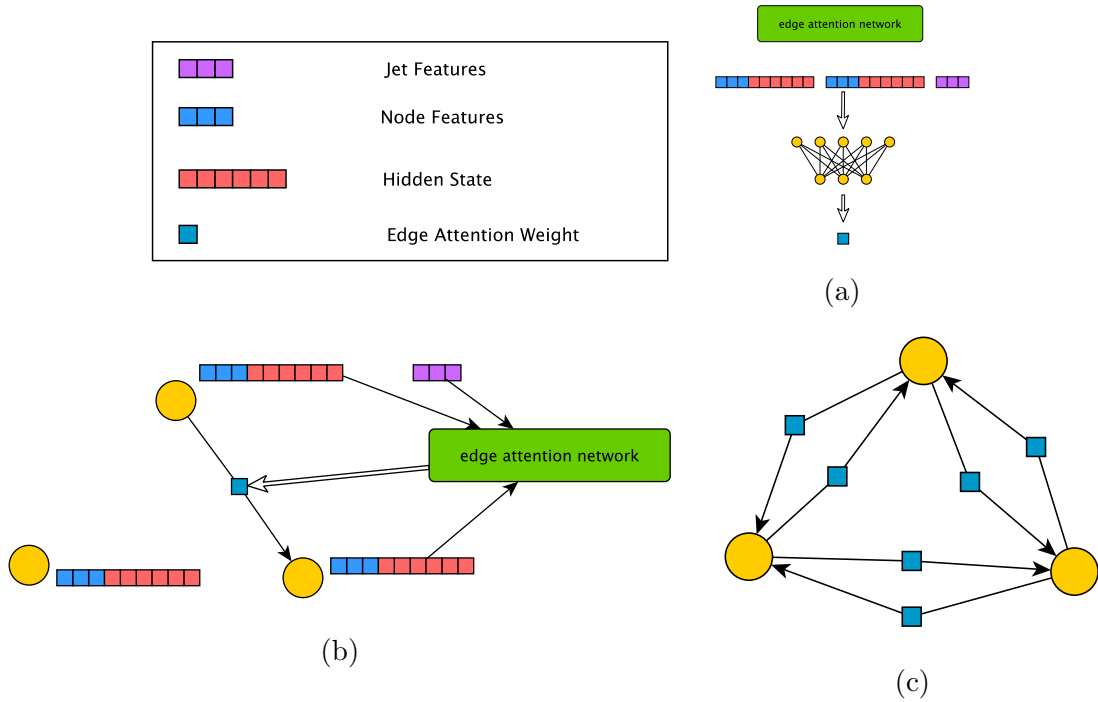 edge attention network
Jet Features
Node Features
Hidden State
Edge Attention Weight
(a)
edge attention network
(b)
(c)